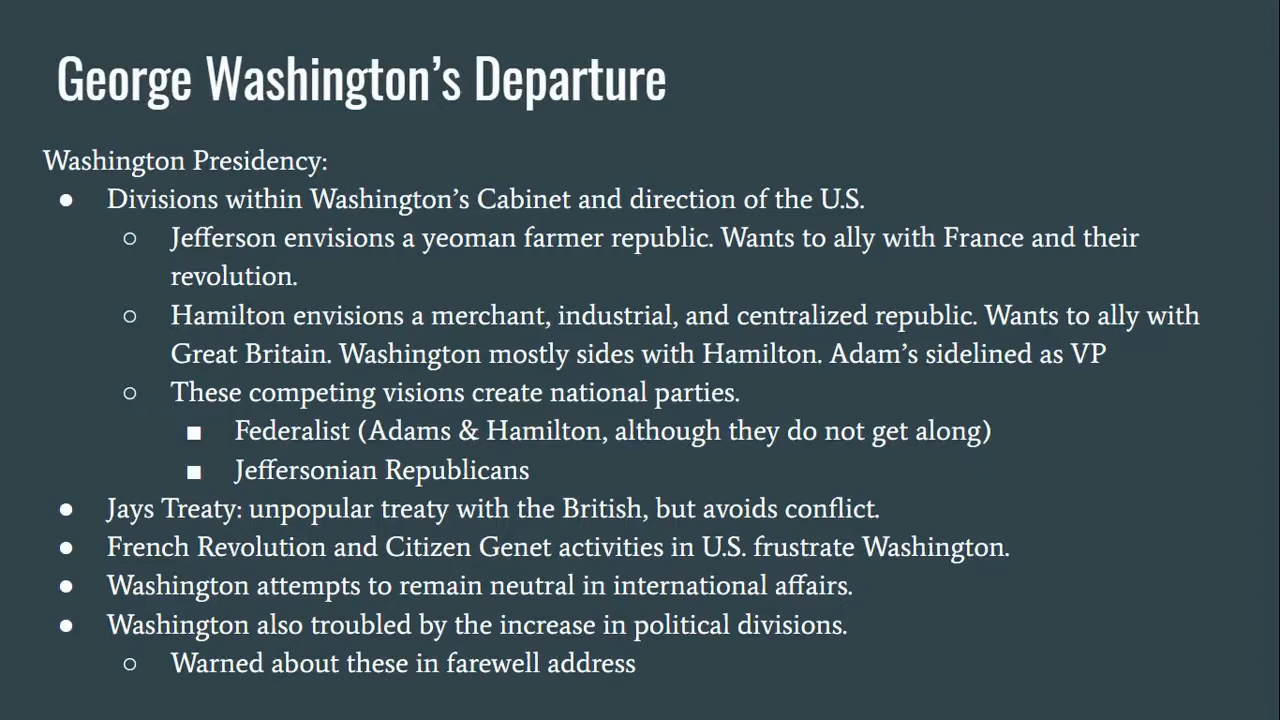 George Washington’s Departure
Washington Presidency:
● Divisions within Washington’s Cabinet and direction of the U.S.
○ Jefferson envisions a yeoman farmer republic. Wants to ally with France and their
revolution.
○ Hamilton envisions a merchant, industrial, and centralized republic. Wants to ally with
Great Britain. Washington mostly sides with Hamilton. Adam’s sidelined as VP
○ These competing visions create national parties.
■ Federalist (Adams & Hamilton, although they do not get along)
■ Jeffersonian Republicans
● Jays Treaty: unpopular treaty with the British, but avoids conflict.
● French Revolution and Citizen Genet activities in U.S. frustrate Washington.
● Washington attempts to remain neutral in international affairs.
● Washington also troubled by the increase in political divisions.
○ Warned about these in farewell address